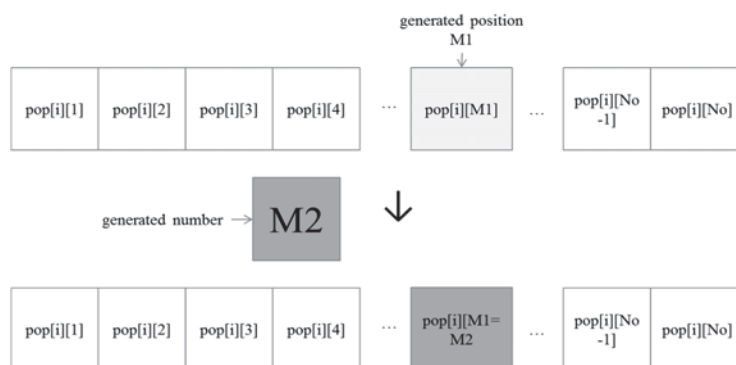 generated position
M1
pop[i][1] pop[i][2] pop[i][3] pop[i][4] ... pop[i][M1] ... pop[i][No
-1] pop[i][No]
generated number M2
pop[i][1] pop[i][2] pop[i][3] pop[i][4] ... pop[i][M1=
M2 ... pop[i][No
-1] pop[i][No]